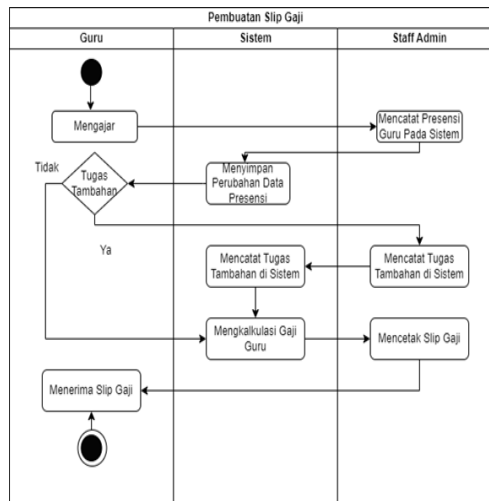 Pembuatan Slip Gaji
Guru
Sistem
Staff Admin
Mengajar
Mencatat Presensi
Guru Pada Sistem
Menyimpan
Perubahan Data
Presensi
Tidak
Tugas
Tambahan
Ya
Mencatat Tugas
Tambahan di Sistem
Mencatat Tugas
Tambahan di Sistem
Mengkalkulasi Gaji
Guru
Mencetak Slip Gaji
Menerima Slip Gaji